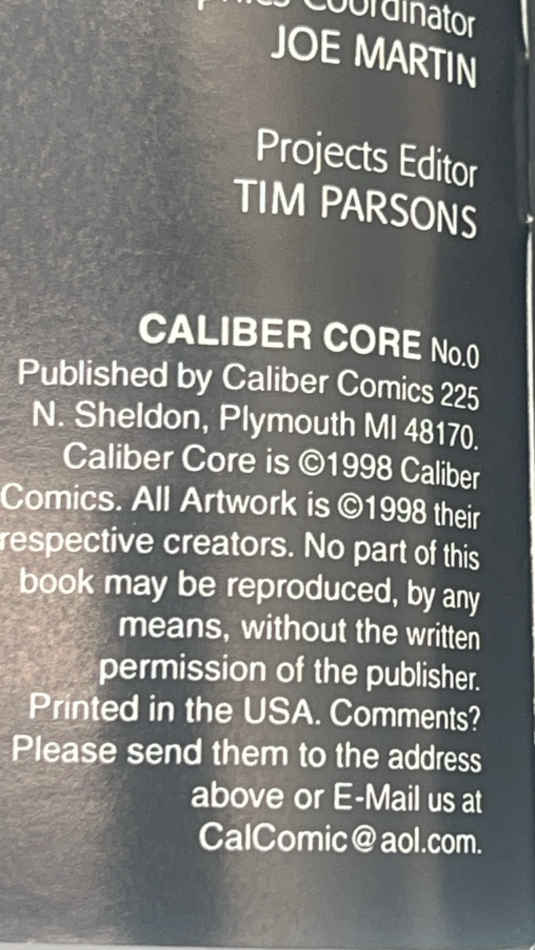 Coordinator
JOE MARTIN
Projects Editor
TIM PARSONS
CALIBER CORE No.0
Published by Caliber Comics 225
N. Sheldon, Plymouth MI 48170.
Caliber Core is ©1998 Caliber
Comics. All Artwork is ©1998 their
respective creators. No part of this
book may be reproduced, by any
means, without the written
permission of the publisher.
Printed in the USA. Comments?
Please send them to the address
above or E-Mail us at
CalComic@aol.com.